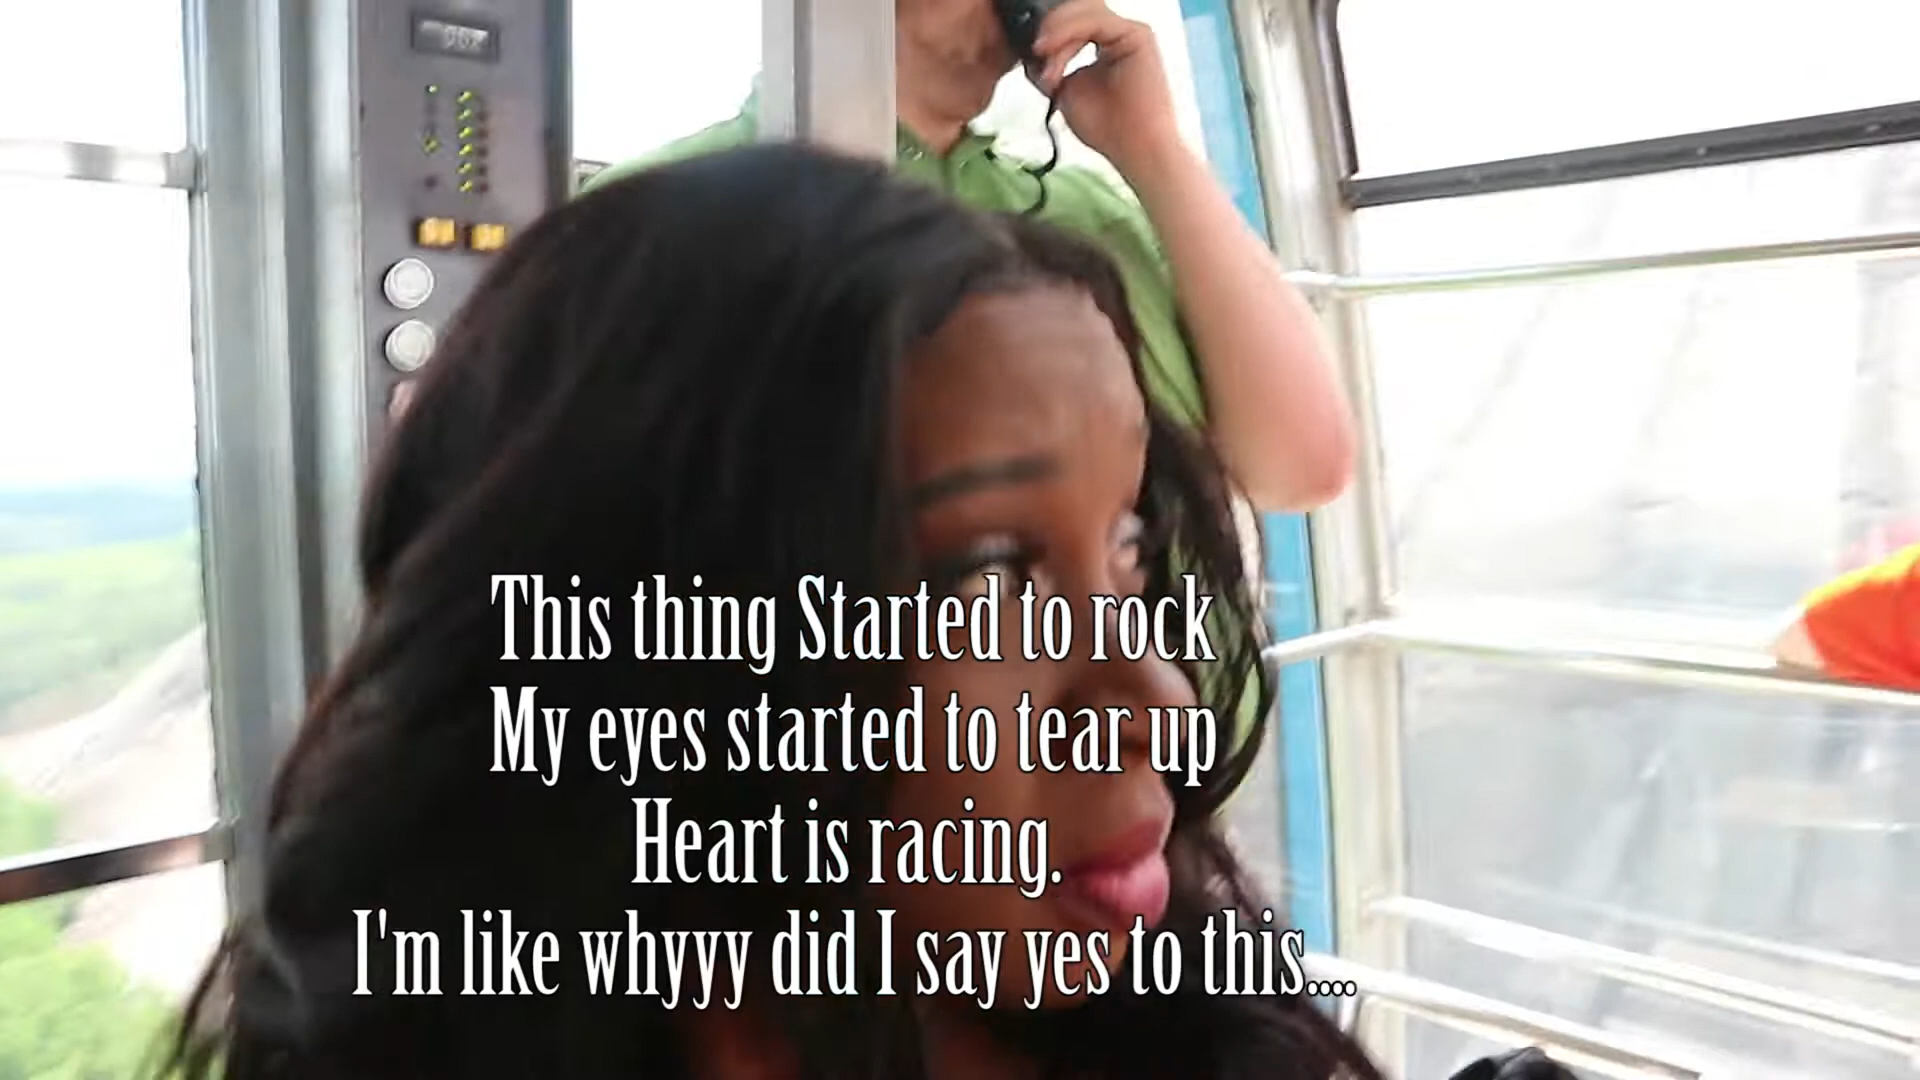 This thing Started to rock
My eyes started to tear up
Heart is racing.
I'm like whyyy did I say yes to this....